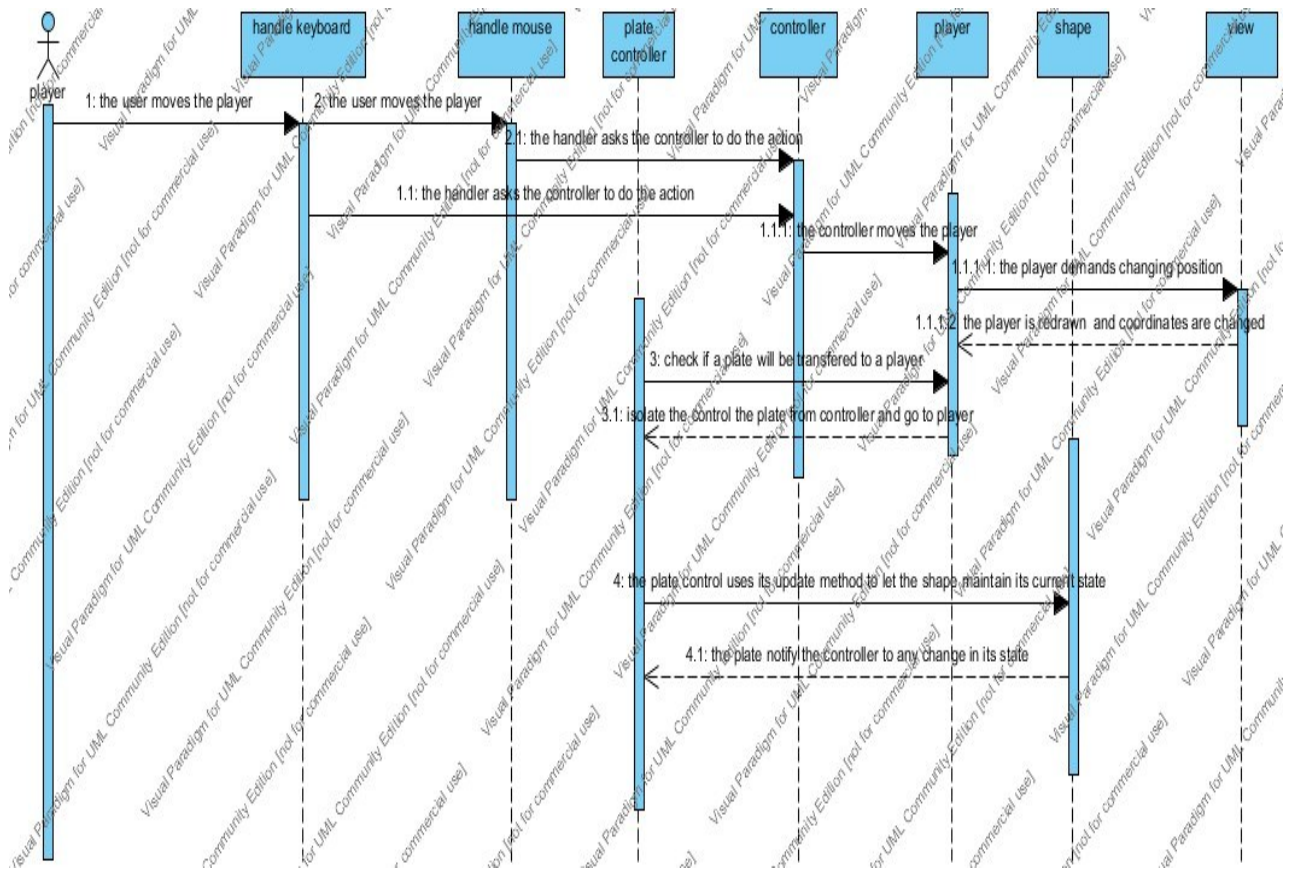 handle keyboard
handle mouse
plate
controller
controller
player
shape
view
player
1: the user moves the player
2: the user moves the player
2.1: the handler asks the controller to do the action
1.1: the handler asks the controller to do the action
1.1.1: the controller moves the player
1.1.1.1: the player demands changing position
1.1.1.2 the player is redrawn and coordinates are changed
3: check if a plate will be transfered to a player
3.1: isolate the control the plate from controller and go to player
4: the plate control uses its update method to let the shape maintain its current state
4.1: the plate notify the controller to any change in its state
Visual Paradigm for UML Community Edition [not for commercial use]